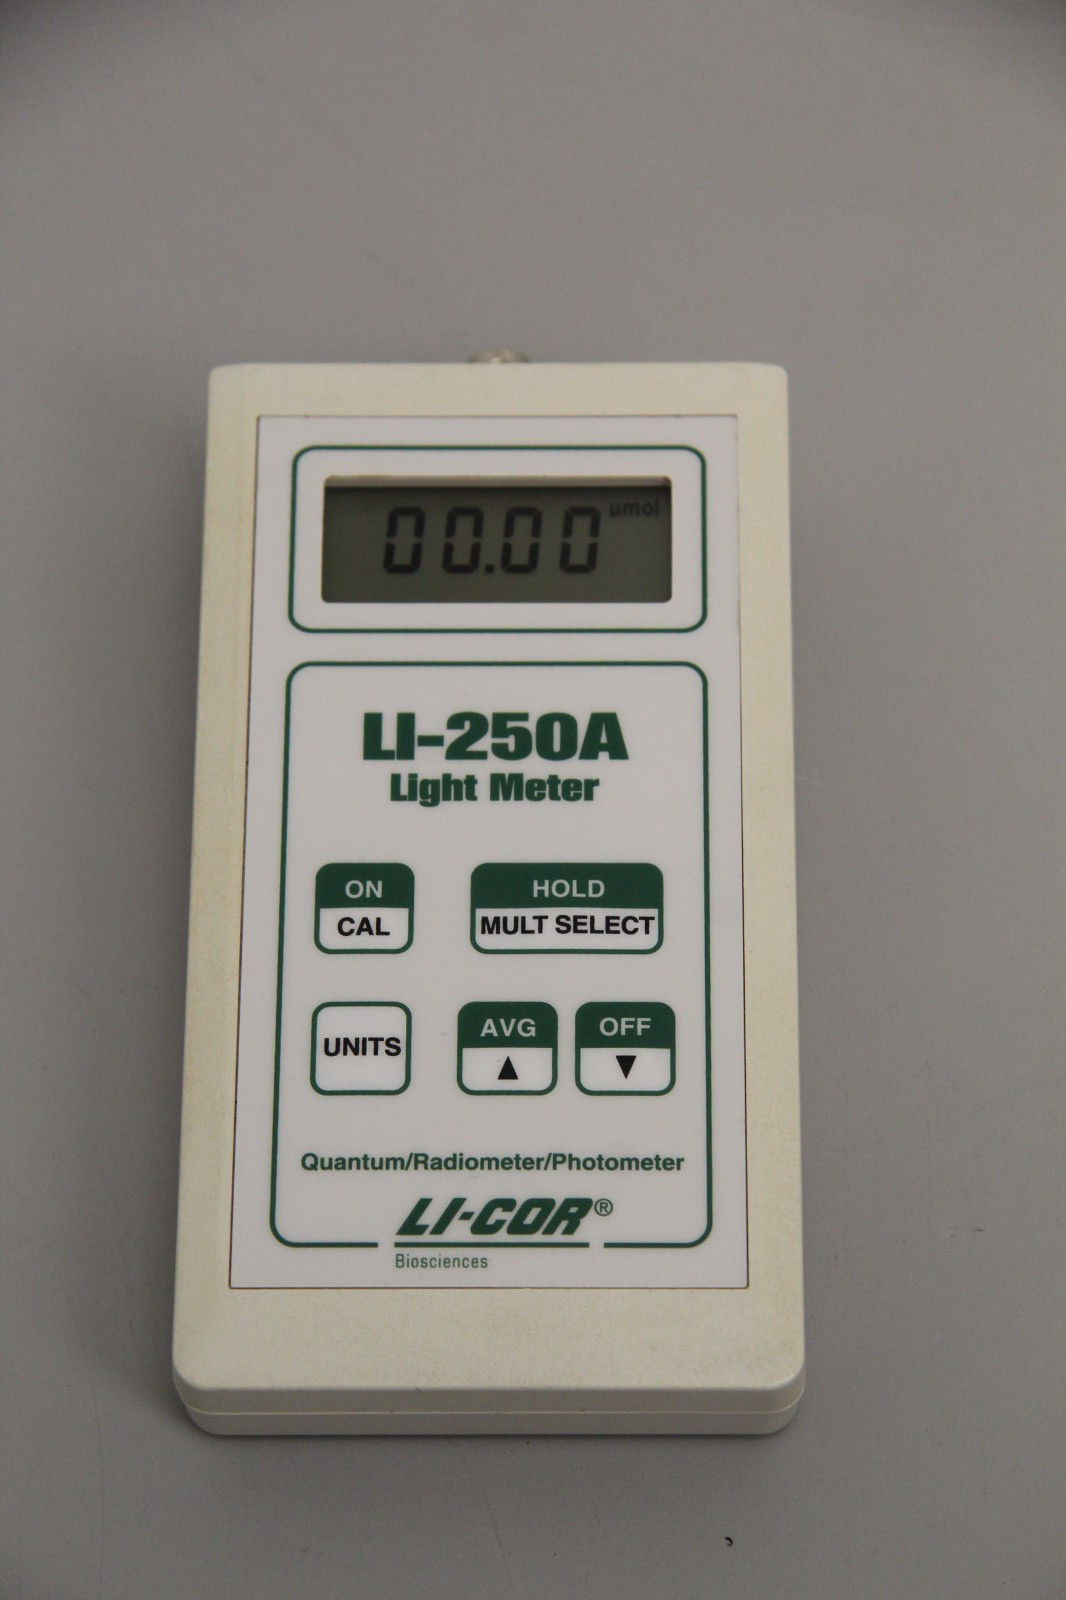 00.00 µmol
LI-250A
Light Meter
ON
CAL
HOLD
MULT SELECT
UNITS
AVG
▲
OFF
▼
Quantum/Radiometer/Photometer
LI-COR®
Biosciences